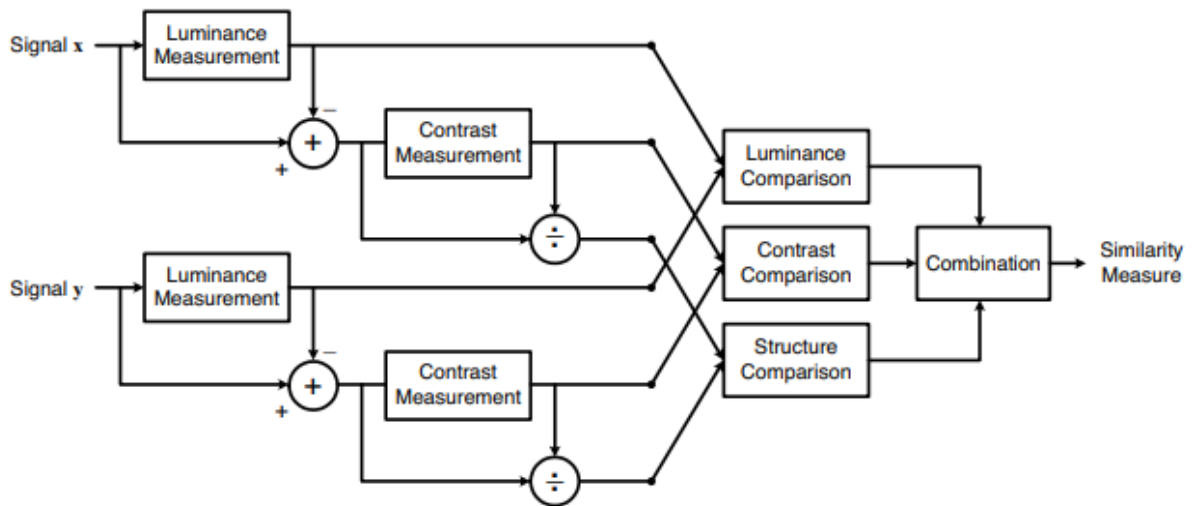 Signal x
Luminance
Measurement
−
+
+
Contrast
Measurement
÷
Luminance
Comparison
Signal y
Luminance
Measurement
−
+
+
Contrast
Measurement
÷
Contrast
Comparison
Structure
Comparison
Combination
Similarity
Measure